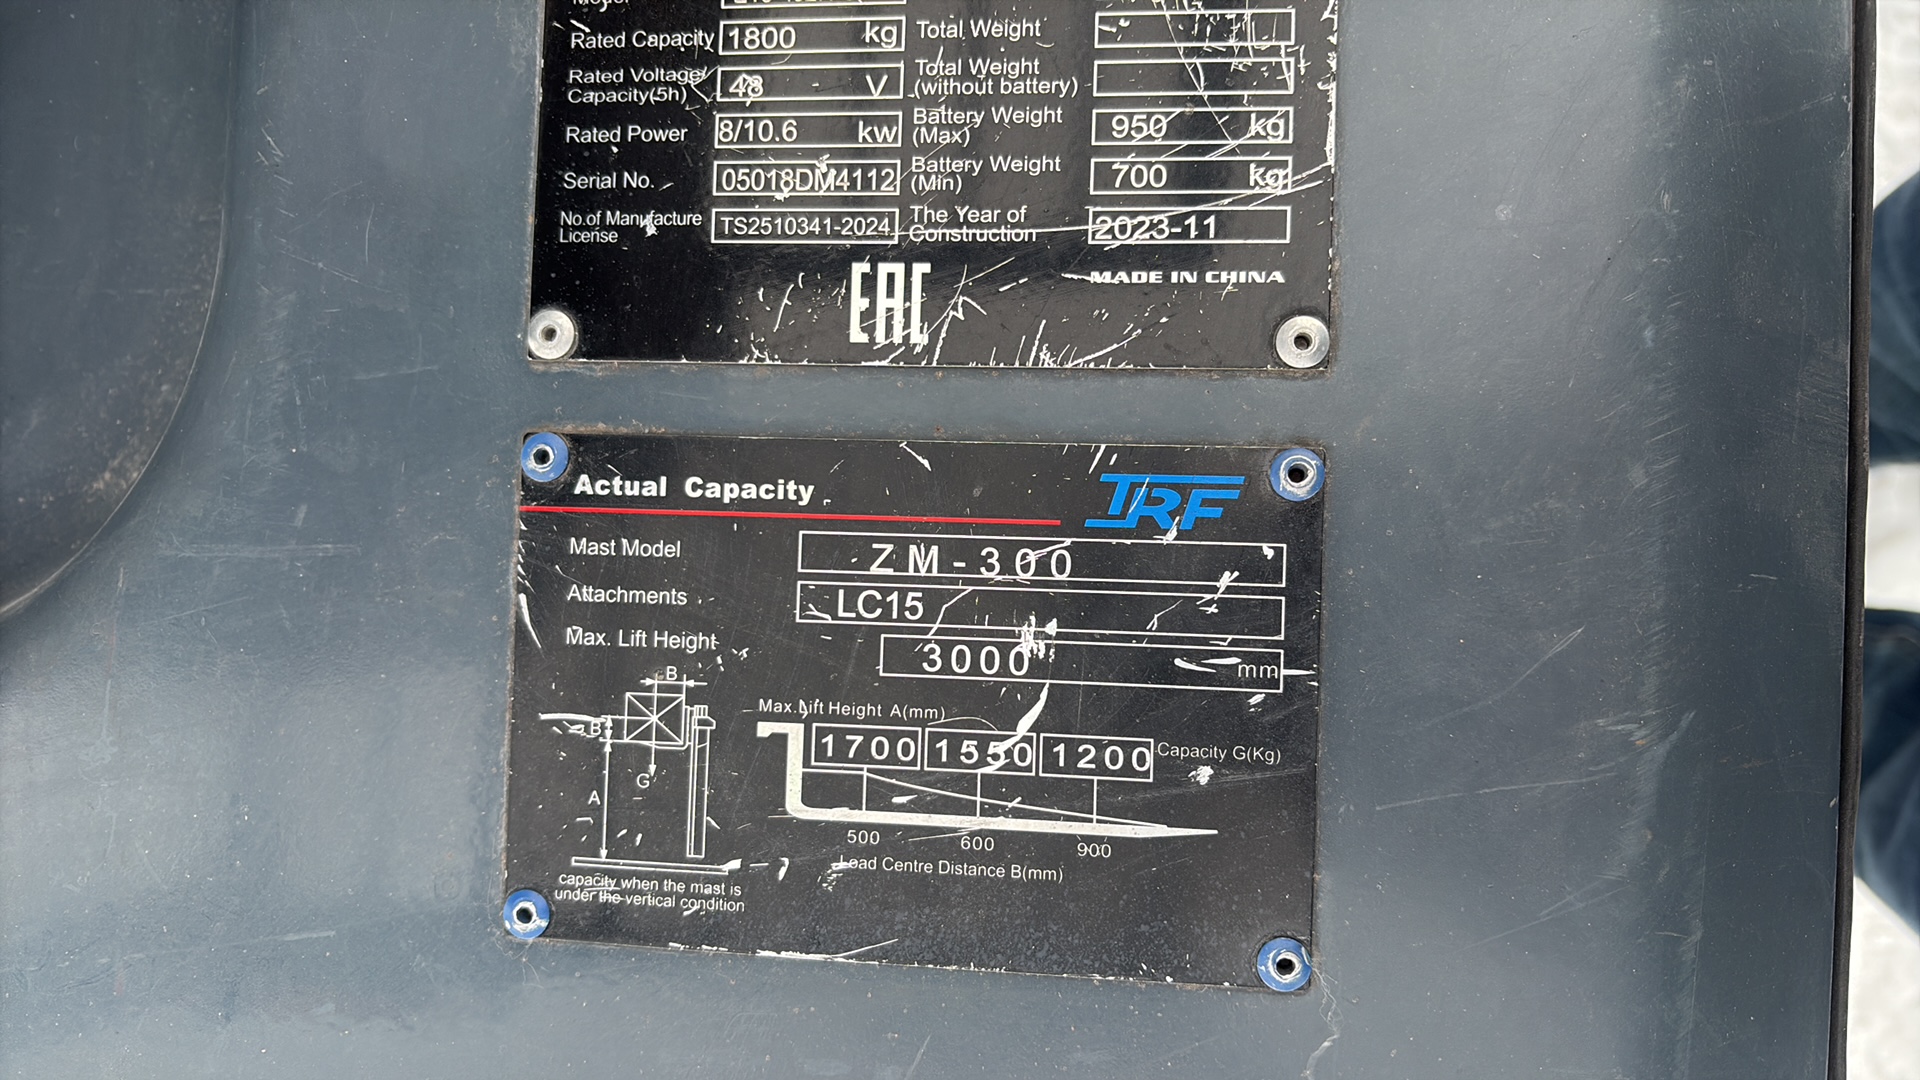 Rated Capacity 1800 kg Total Weight
Rated Voltage/ Capacity(5h) 48 V Total Weight (without battery)
Rated Power 8/10.6 kw Battery Weight (Max) 950 kg
Serial No. 05018DM4112 Battery Weight (Min) 700 kg
No.of Manufacture License TS2510341-2024 The Year of Construction 2023-11
EAC
MADE IN CHINA
Actual Capacity TRF
Mast Model ZM-300
Attachments LC15
Max. Lift Height 3000 mm
B
B
G
A
Max.Lift Height A(mm)
1700 1550 1200 Capacity G(Kg)
500 600 900
Load Centre Distance B(mm)
capacity when the mast is
under the vertical condition